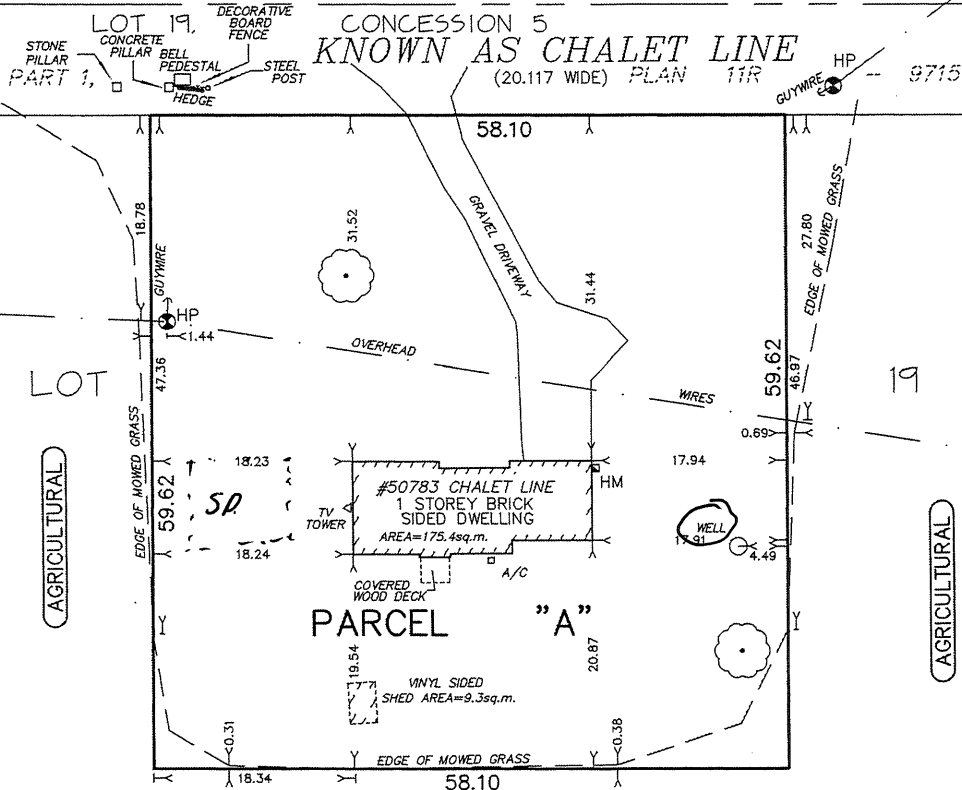 LOT 19, CONCESSION 5
KNOWN AS CHALET LINE
(20.117 WIDE)
PART 1, PLAN 11R -- 9715
STONE PILLAR
CONCRETE PILLAR
BELL PEDESTAL
DECORATIVE BOARD FENCE
STEEL POST
HEDGE
HP
GUYWIRE
58.10
18.78
31.52
GRAVEL DRIVEWAY
31.44
27.80
EDGE OF MOWED GRASS
GUYWIRE
HP
1.44
OVERHEAD
WIRES
LOT
19
47.36
59.62
46.97
0.69
EDGE OF MOWED GRASS
AGRICULTURAL
59.62
18.23
SD.
18.24
TV TOWER
#50783 CHALET LINE
1 STOREY BRICK
SIDED DWELLING
AREA=175.4sq.m.
HM
17.94
WELL
17.91
4.49
AGRICULTURAL
COVERED WOOD DECK
A/C
PARCEL "A"
19.54
20.87
VINYL SIDED
SHED AREA=9.3sq.m.
0.31
0.38
EDGE OF MOWED GRASS
18.34
58.10